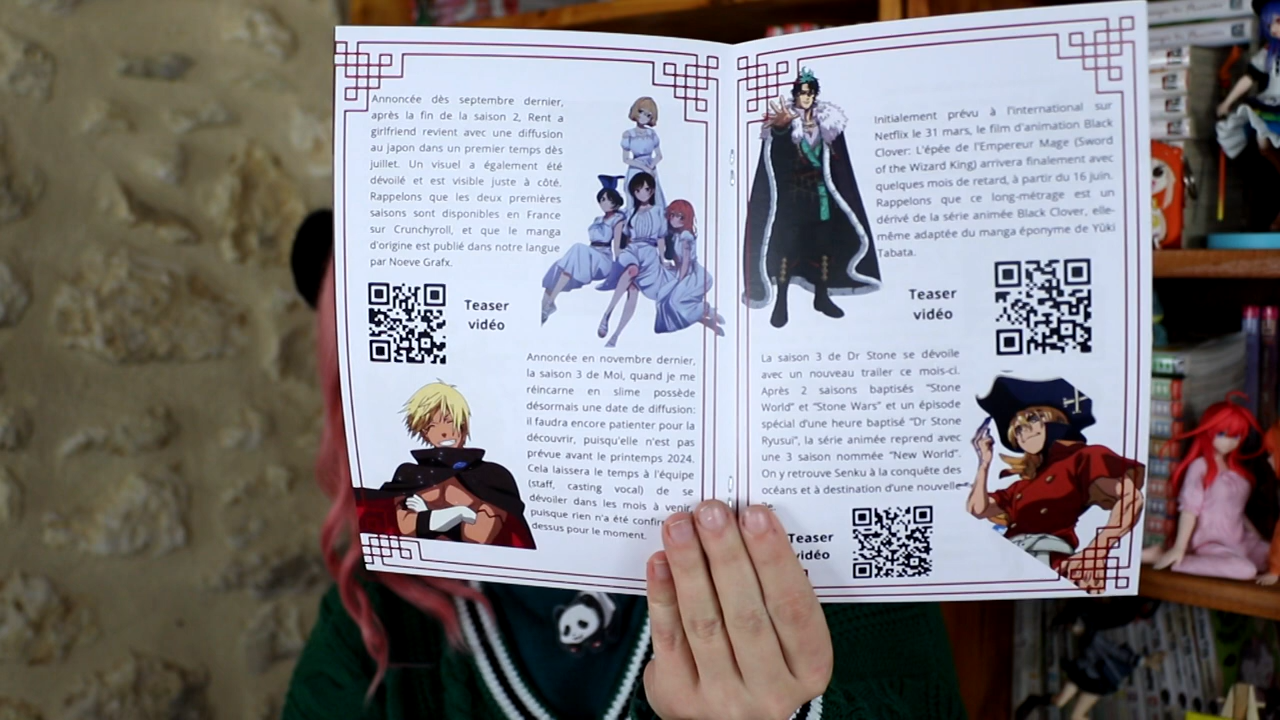 Annoncée dès septembre dernier,
après la fin de la saison 2, Rent a
girlfriend revient avec une diffusion
au japon dans un premier temps dès
juillet. Un visuel a également été
dévoilé et est visible juste à côté.
Rappelons que les deux premières
saisons sont disponibles en France
sur Crunchyroll, et que le manga
d'origine est publié dans notre langue
par Noeve Grafx.
Teaser
vidéo
Annoncée en novembre dernier,
la saison 3 de Moi, quand je me
réincarne en slime possède
désormais une date de diffusion:
il faudra encore patienter pour la
découvrir, puisqu'elle n'est pas
prévue avant le printemps 2024.
Cela laissera le temps à l'équipe
(staff, casting vocal) de se
dévoiler dans les mois à venir,
puisque rien n'a été confir
dessus pour le moment.
Initialement prévu à l'international sur
Netflix le 31 mars, le film d'animation Black
Clover: L'épée de l'Empereur Mage (Sword
of the Wizard King) arrivera finalement avec
quelques mois de retard, à partir du 16 juin.
Rappelons que ce long-métrage est un
dérivé de la série animée Black Clover, elle-
même adaptée du manga éponyme de Yūki
Tabata.
Teaser
vidéo
La saison 3 de Dr Stone se dévoile
avec un nouveau trailer ce mois-ci.
Après 2 saisons baptisés "Stone
World" et "Stone Wars" et un épisode
spécial d'une heure baptisé "Dr Stone
Ryusui", la série animée reprend avec
une 3 saison nommée "New World".
On y retrouve Senku à la conquête des
océans et à destination d'une nouvelle
Teaser
vidéo